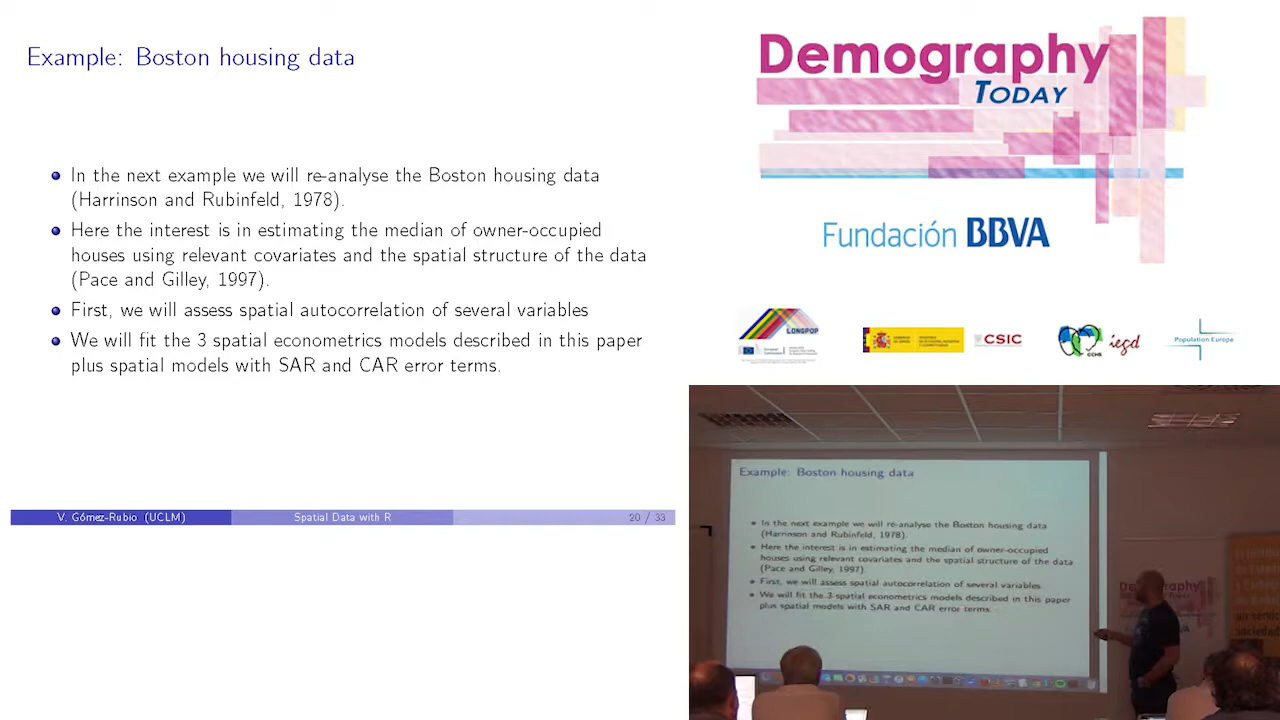 Example: Boston housing data
In the next example we will re-analyse the Boston housing data
(Harrinson and Rubinfeld, 1978).
Here the interest is in estimating the median of owner-occupied
houses using relevant covariates and the spatial structure of the data
(Pace and Gilley, 1997).
First, we will assess spatial autocorrelation of several variables
We will fit the 3 spatial econometrics models described in this paper
plus spatial models with SAR and CAR error terms.
V. Gómez-Rubio (UCLM)
Spatial Data with R
20 / 33
Demography
TODAY
Fundación BBVA
LONGPOP
CSIC
CCHS
iegd
Population Europe
Example: Boston housing data
In the next example we will re-analyse the Boston housing data
(Harrinson and Rubinfeld, 1978).
Here the interest is in estimating the median of owner-occupied
houses using relevant covariates and the spatial structure of the data
(Pace and Gilley, 1997)
First, we will assess spatial autocorrelation of several variables
We will fit the 3 spatial econometrics models described in this paper
plus spatial models with SAR and CAR error terms.
Demography